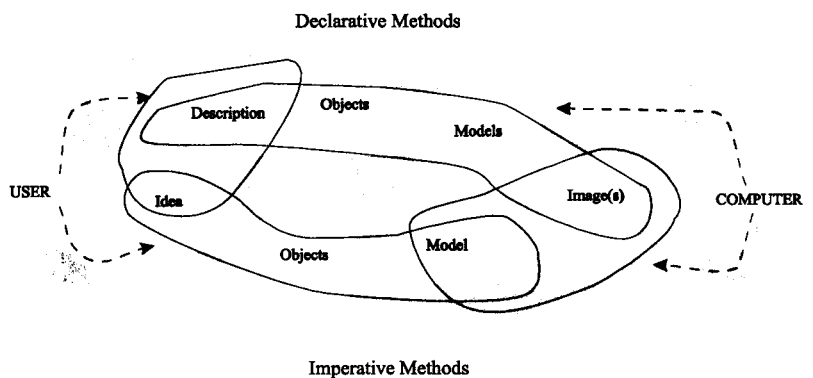 Declarative Methods
Description
Objects
Models
USER
Idea
Image(s)
COMPUTER
Objects
Model
Imperative Methods